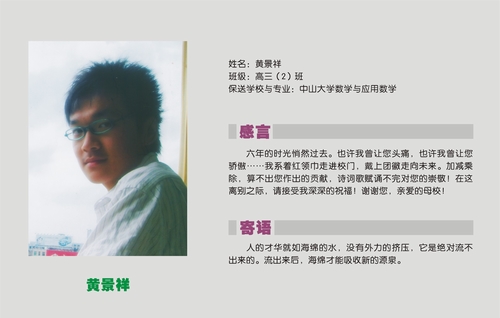 姓名：黄景祥
班级：高三（2）班
保送学校与专业：中山大学数学与应用数学
感言
六年的时光悄然过去。也许我曾让您头痛，也许我曾让您
骄傲……我系着红领巾走进校门，戴上团徽走向未来。加减乘
除，算不出您作出的贡献，诗词歌赋诵不完对您的崇敬！在这
离别之际，请接受我深深的祝福！谢谢您，亲爱的母校！
寄语
人的才华就如海绵的水，没有外力的挤压，它是绝对流不
出来的。流出来后，海绵才能吸收新的源泉。
黄景祥